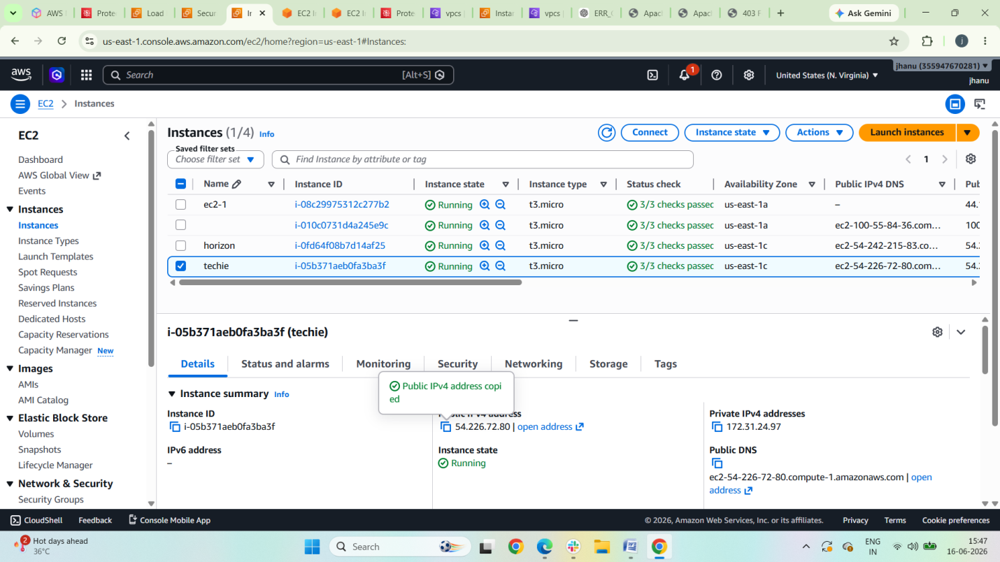 AWS
Prote
Load
Secur
In
EC2 In
EC2 In
Prote
vpcs
Instar
vpcs
ERR_C
Apac
Apac
403 F
Ask Gemini
us-east-1.console.aws.amazon.com/ec2/home?region=us-east-1#Instances:
j
aws
Search
[Alt+S]
1
United States (N. Virginia)
jhanu (355947670281)
jhanu
EC2
Instances
EC2
Dashboard
AWS Global View
Events
Instances
Instances
Instance Types
Launch Templates
Spot Requests
Savings Plans
Reserved Instances
Dedicated Hosts
Capacity Reservations
Capacity Manager New
Images
AMIs
AMI Catalog
Elastic Block Store
Volumes
Snapshots
Lifecycle Manager
Network & Security
Security Groups
Instances (1/4) Info
Connect
Instance state
Actions
Launch instances
Saved filter sets
Choose filter set
Find Instance by attribute or tag
1
Name Instance ID Instance state Instance type Status check Availability Zone Public IPv4 DNS Pub
ec2-1 i-08c29975312c277b2 Running t3.micro 3/3 checks passec us-east-1a – 44.
i-010c0731d4a245e9c Running t3.micro 3/3 checks passec us-east-1a ec2-100-55-84-36.com... 100
horizon i-0fd64f08b7d14af25 Running t3.micro 3/3 checks passec us-east-1c ec2-54-242-215-83.co... 54.
techie i-05b371aeb0fa3ba3f Running t3.micro 3/3 checks passec us-east-1c ec2-54-226-72-80.com... 54.
i-05b371aeb0fa3ba3f (techie)
Details
Status and alarms
Monitoring
Security
Networking
Storage
Tags
Public IPv4 address copi
ed
Instance summary Info
Instance ID
i-05b371aeb0fa3ba3f
IPv6 address
–
Public IPv4 address
54.226.72.80 | open address
Instance state
Running
Private IPv4 addresses
172.31.24.97
Public DNS
ec2-54-226-72-80.compute-1.amazonaws.com | open
address
CloudShell
Feedback
Console Mobile App
© 2026, Amazon Web Services, Inc. or its affiliates.
Privacy
Terms
Cookie preferences
2
Hot days ahead
36°C
Search
ENG
IN
15:47
16-06-2026